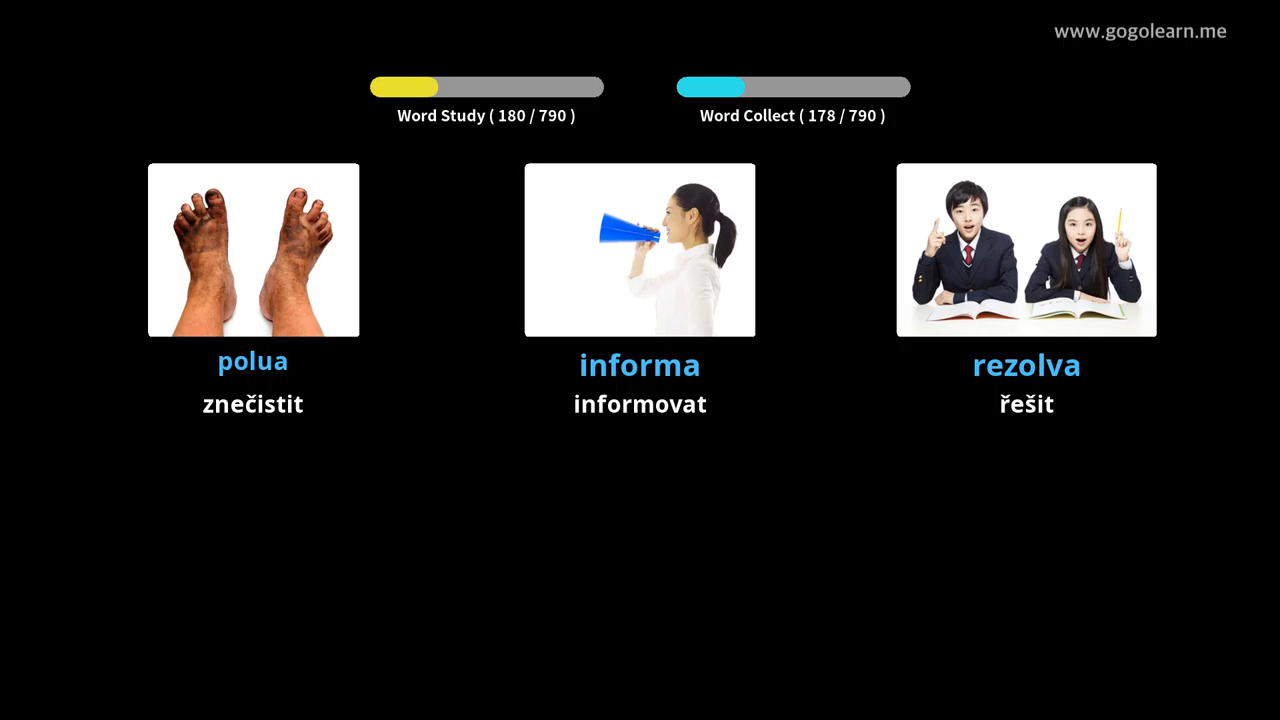 www.gogolearn.me
Word Study ( 180 / 790 )
Word Collect ( 178 / 790 )
polua
informa
rezolva
znečistit
informovat
řešit